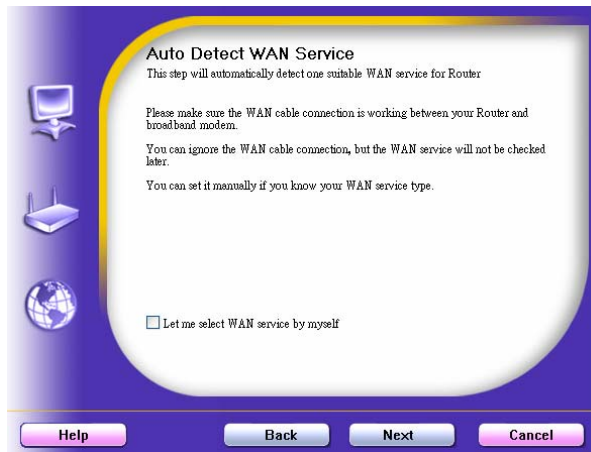 Auto Detect WAN Service
This step will automatically detect one suitable WAN service for Router
Please make sure the WAN cable connection is working between your Router and
broadband modem.
You can ignore the WAN cable connection, but the WAN service will not be checked
later.
You can set it manually if you know your WAN service type.
Let me select WAN service by myself
Help
Back
Next
Cancel